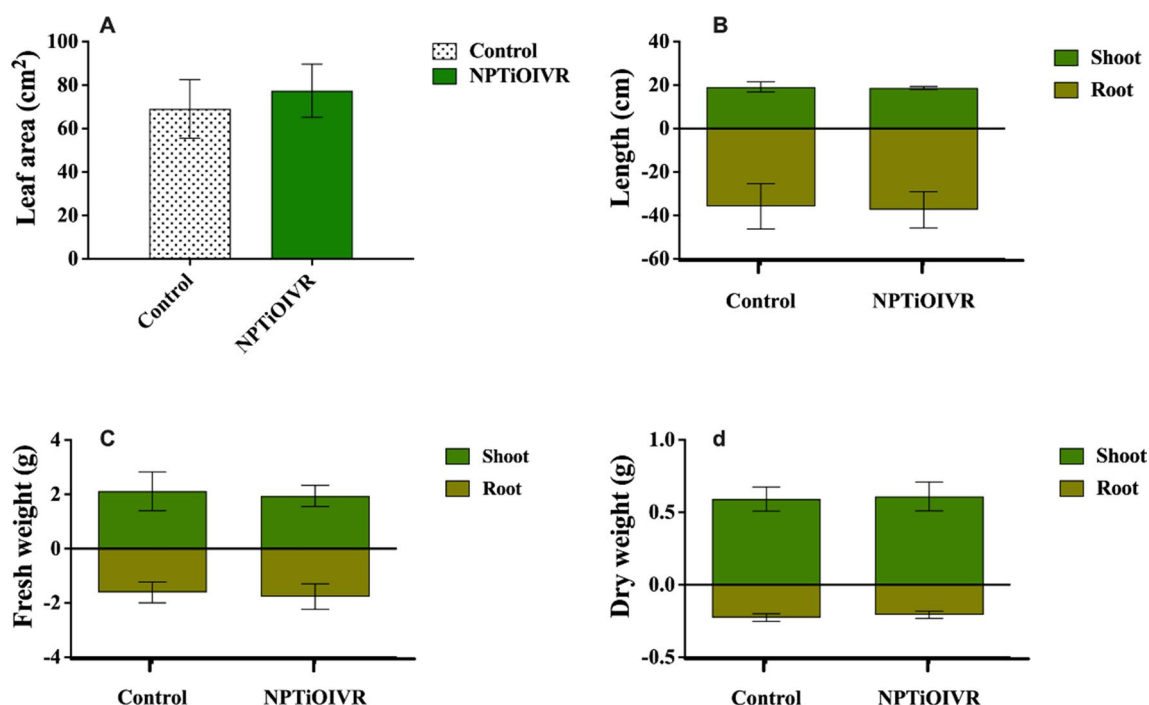 A
Leaf area (cm²)
100
80
60
40
20
0
Control
NPTiOIVR
Control
NPTiOIVR
B
Length (cm)
40
20
0
-20
-40
-60
Control
NPTiOIVR
Shoot
Root
C
Fresh weight (g)
4
2
0
-2
-4
Control
NPTiOIVR
Shoot
Root
d
Dry weight (g)
1.0
0.5
0.0
-0.5
Control
NPTiOIVR
Shoot
Root